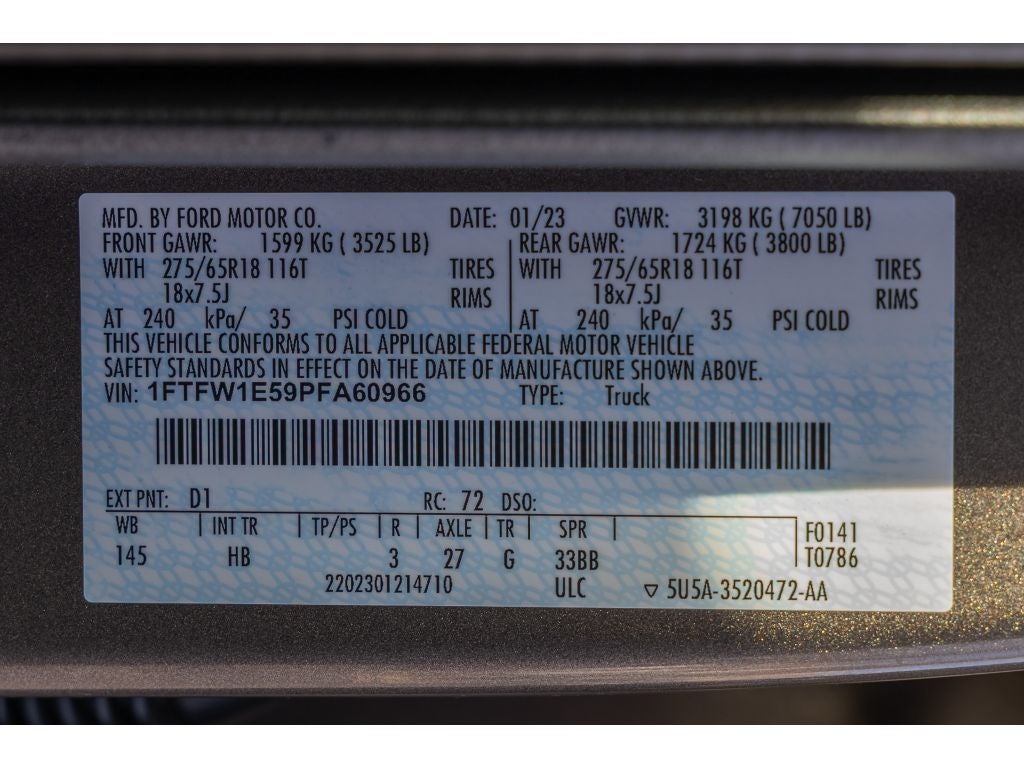 MFD. BY FORD MOTOR CO. DATE: 01/23 GVWR: 3198 KG ( 7050 LB)
FRONT GAWR: 1599 KG ( 3525 LB) REAR GAWR: 1724 KG ( 3800 LB)
WITH 275/65R18 116T TIRES WITH 275/65R18 116T TIRES
18x7.5J RIMS 18x7.5J RIMS
AT 240 kPa/ 35 PSI COLD AT 240 kPa/ 35 PSI COLD
THIS VEHICLE CONFORMS TO ALL APPLICABLE FEDERAL MOTOR VEHICLE
SAFETY STANDARDS IN EFFECT ON THE DATE OF MANUFACTURE SHOWN ABOVE.
VIN: 1FTFW1E59PFA60966 TYPE: Truck
EXT PNT: D1 RC: 72 DSO:
WB INT TR TP/PS R AXLE TR SPR F0141
145 HB 3 27 G 33BB T0786
2202301214710 ULC ▽ 5U5A-3520472-AA